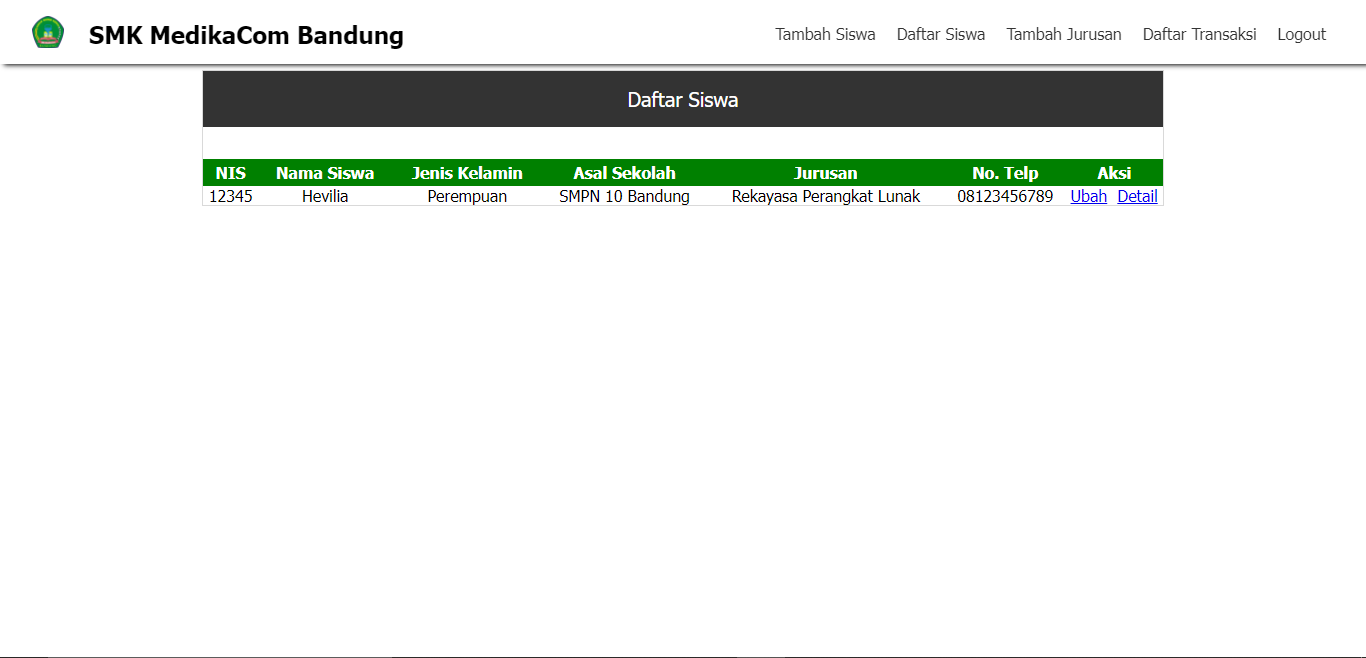 SMK MedikaCom Bandung
Tambah Siswa Daftar Siswa Tambah Jurusan Daftar Transaksi Logout
Daftar Siswa
NIS Nama Siswa Jenis Kelamin Asal Sekolah Jurusan No. Telp Aksi
12345 Hevilia Perempuan SMPN 10 Bandung Rekayasa Perangkat Lunak 08123456789 Ubah Detail